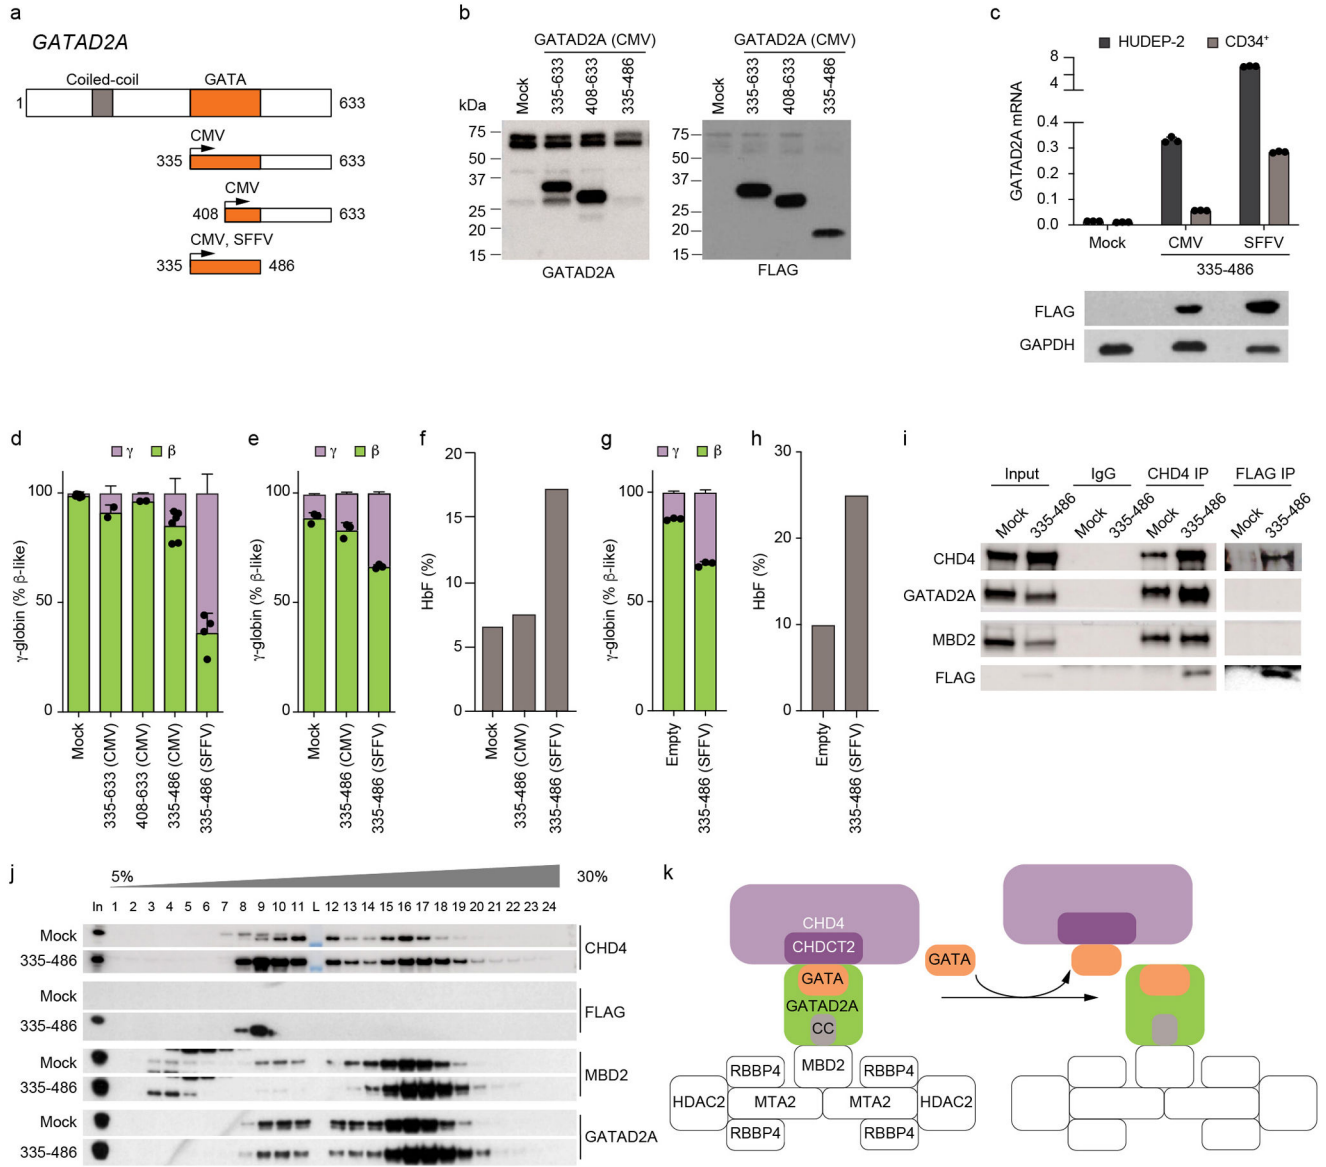 a
GATAD2A
Coiled-coil GATA
1 633
CMV
335 633
CMV
408 633
CMV, SFFV
335 486
b
GATAD2A (CMV) GATAD2A (CMV)
kDa Mock 335-633 408-633 335-486 Mock 335-633 408-633 335-486
75 75
50 50
37 37
25 25
20 20
15 15
GATAD2A FLAG
c
HUDEP-2 CD34+
GATAD2A mRNA
8
4
0.4
0.3
0.2
0.1
0.0
Mock CMV SFFV
335-486
FLAG
GAPDH
d
γ β
γ-globin (% β-like)
100
50
0
Mock
335-633 (CMV)
408-633 (CMV)
335-486 (CMV)
335-486 (SFFV)
e
γ β
γ-globin (% β-like)
100
50
0
Mock
335-486 (CMV)
335-486 (SFFV)
f
HbF (%)
20
15
10
5
0
Mock
335-486 (CMV)
335-486 (SFFV)
g
γ β
γ-globin (% β-like)
100
50
0
Empty
335-486 (SFFV)
h
HbF (%)
30
20
10
0
Empty
335-486 (SFFV)
i
Input IgG CHD4 IP FLAG IP
Mock 335-486 Mock 335-486 Mock 335-486 Mock 335-486
CHD4
GATAD2A
MBD2
FLAG
j
5% 30%
In 1 2 3 4 5 6 7 8 9 10 11 L 12 13 14 15 16 17 18 19 20 21 22 23 24
Mock
335-486
CHD4
Mock
335-486
FLAG
Mock
335-486
MBD2
Mock
335-486
GATAD2A
k
CHD4
CHDCT2
GATA
GATA
GATAD2A
CC
RBBP4 MBD2 RBBP4
HDAC2 MTA2 MTA2 HDAC2
RBBP4 RBBP4